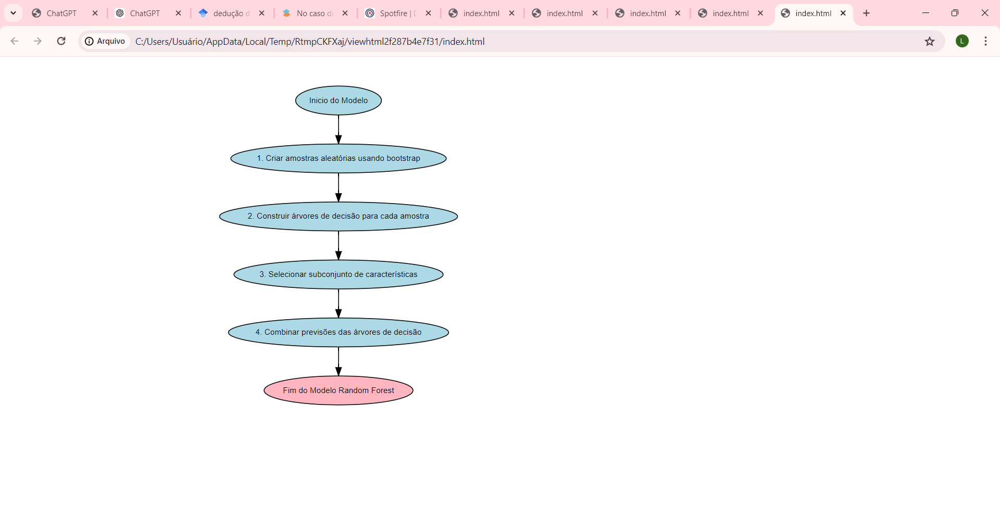 ChatGPT
ChatGPT
dedução d
No caso de
Spotfire | D
index.html
index.html
index.html
index.html
index.html
Arquivo
C:/Users/Usuário/AppData/Local/Temp/RtmpCKFXaj/viewhtml2f287b4e7f31/index.html
L
Inicio do Modelo
1. Criar amostras aleatórias usando bootstrap
2. Construir árvores de decisão para cada amostra
3. Selecionar subconjunto de características
4. Combinar previsões das árvores de decisão
Fim do Modelo Random Forest